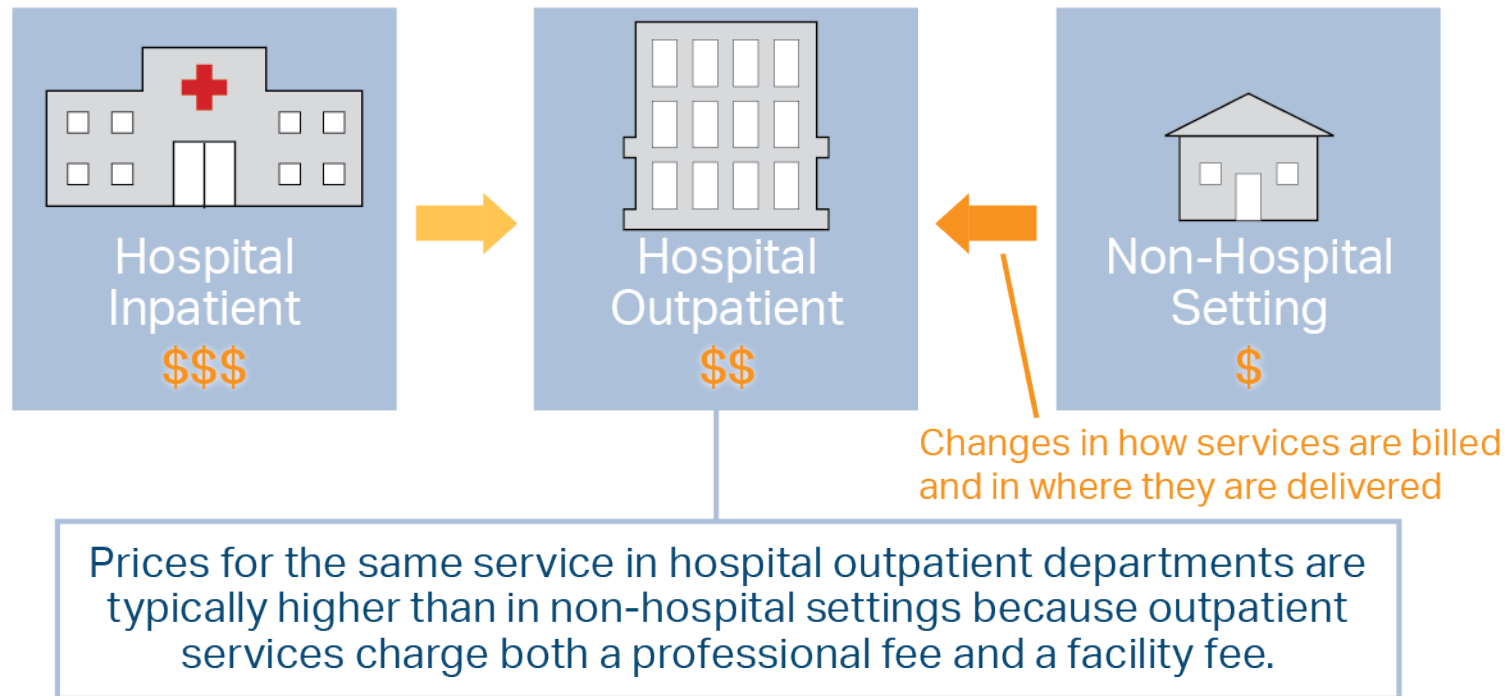 Hospital
Inpatient
$$$
Hospital
Outpatient
$$
Non-Hospital
Setting
$
Changes in how services are billed
and in where they are delivered
Prices for the same service in hospital outpatient departments are
typically higher than in non-hospital settings because outpatient
services charge both a professional fee and a facility fee.